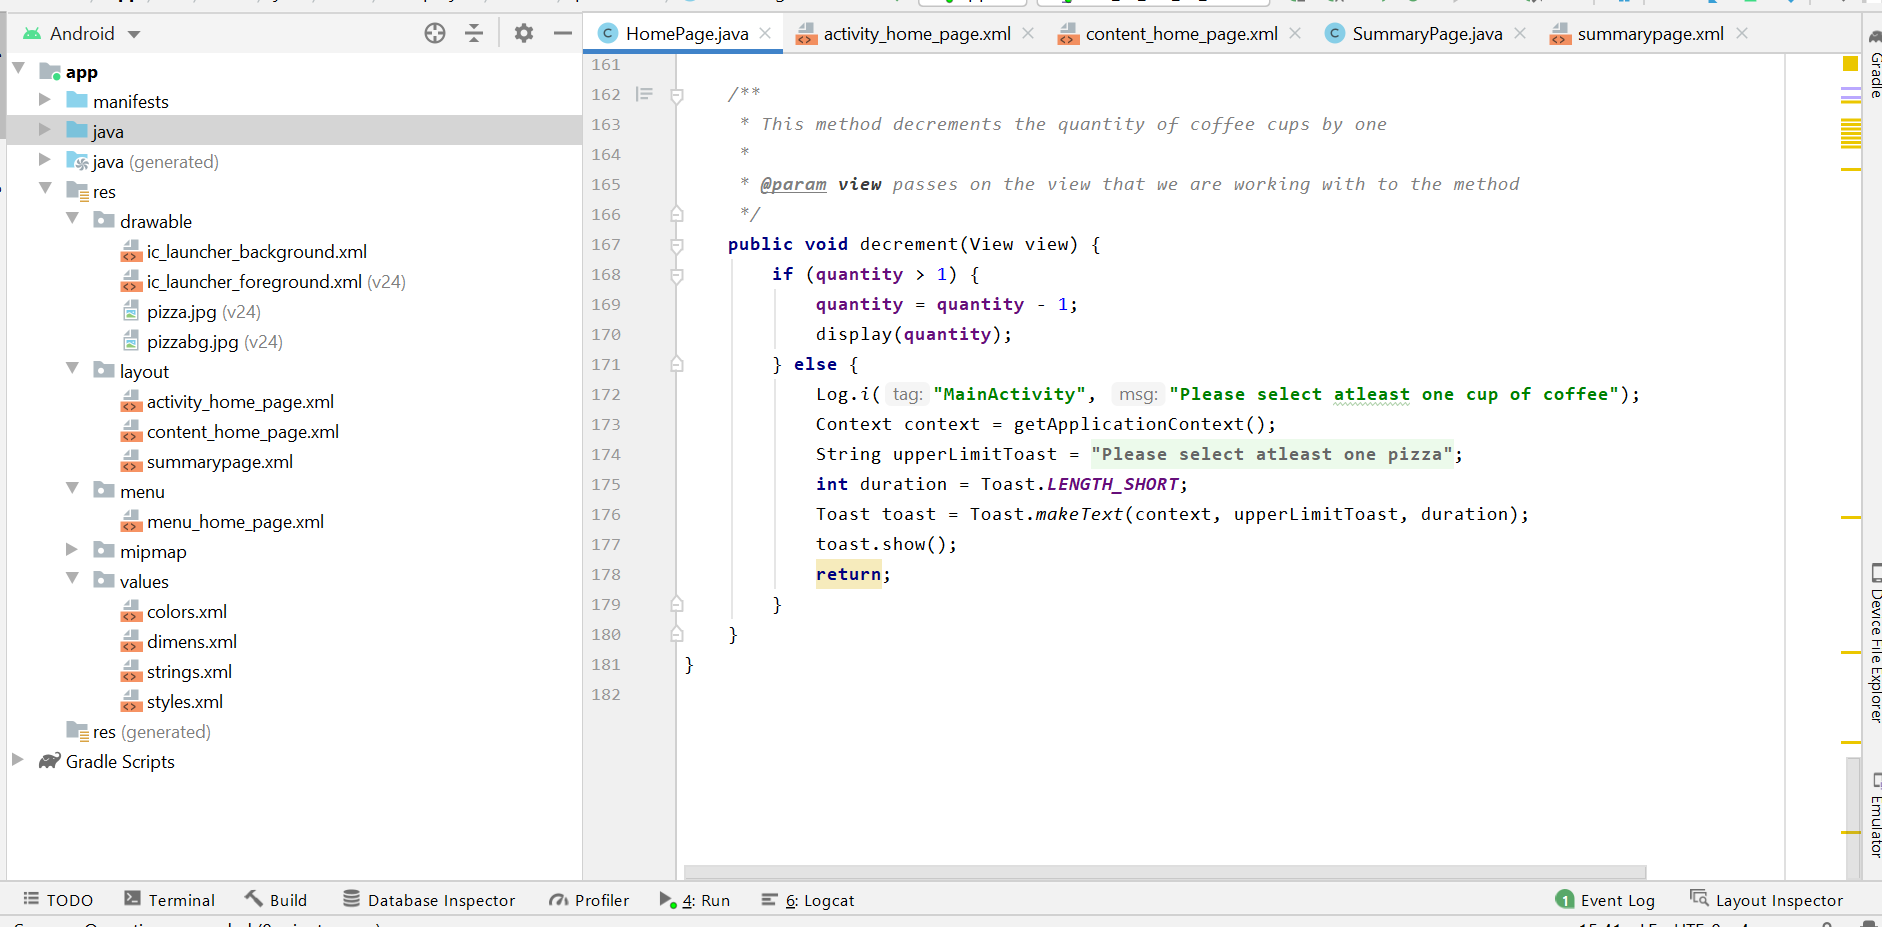 Android
app
manifests
java
java (generated)
res
drawable
ic_launcher_background.xml
ic_launcher_foreground.xml (v24)
pizza.jpg (v24)
pizzabg.jpg (v24)
layout
activity_home_page.xml
content_home_page.xml
summarypage.xml
menu
menu_home_page.xml
mipmap
values
colors.xml
dimens.xml
strings.xml
styles.xml
res (generated)
Gradle Scripts
HomePage.java activity_home_page.xml content_home_page.xml SummaryPage.java summarypage.xml
161
162 /**
163 * This method decrements the quantity of coffee cups by one
164 *
165 * @param view passes on the view that we are working with to the method
166 */
167 public void decrement(View view) {
168 if (quantity > 1) {
169 quantity = quantity - 1;
170 display(quantity);
171 } else {
172 Log.i( tag: "MainActivity", msg: "Please select atleast one cup of coffee");
173 Context context = getApplicationContext();
174 String upperLimitToast = "Please select atleast one pizza";
175 int duration = Toast.LENGTH_SHORT;
176 Toast toast = Toast.makeText(context, upperLimitToast, duration);
177 toast.show();
178 return;
179 }
180 }
181 }
182
Gradle
Device File Explorer
Emulator
TODO Terminal Build Database Inspector Profiler 4: Run 6: Logcat 1 Event Log Layout Inspector